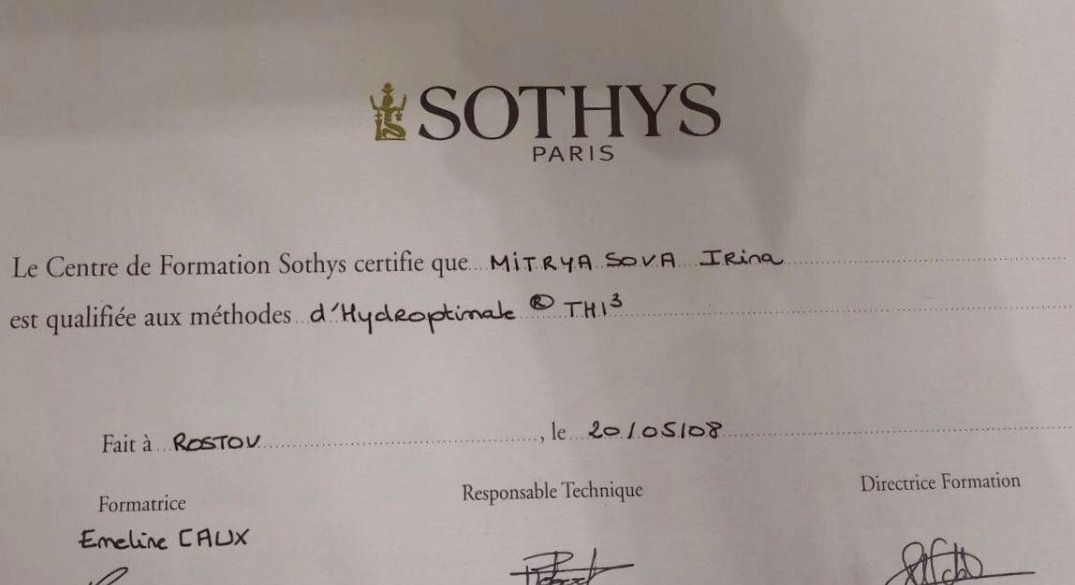 SOTHYS
PARIS
Le Centre de Formation Sothys certifie que MITRYA SOVA IRina
est qualifiée aux méthodes d'Hydroptimale ® THI³
Fait à ROSTOV, le 20/05/08
Formatrice Responsable Technique Directrice Formation
Emeline CAUX